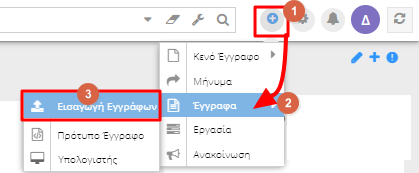 1
Δ
Κενό Έγγραφο
Μήνυμα
3
Εισαγωγή Εγγράφων
Έγγραφα
2
Πρότυπο Έγγραφο
Εργασία
Υπολογιστής
Ανακοίνωση